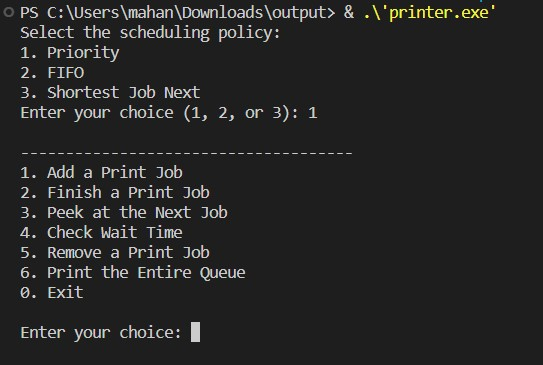 PS C:\Users\mahan\Downloads\output> & .\'printer.exe'
Select the scheduling policy:
1. Priority
2. FIFO
3. Shortest Job Next
Enter your choice (1, 2, or 3): 1
-------------------------------------
1. Add a Print Job
2. Finish a Print Job
3. Peek at the Next Job
4. Check Wait Time
5. Remove a Print Job
6. Print the Entire Queue
0. Exit
Enter your choice: